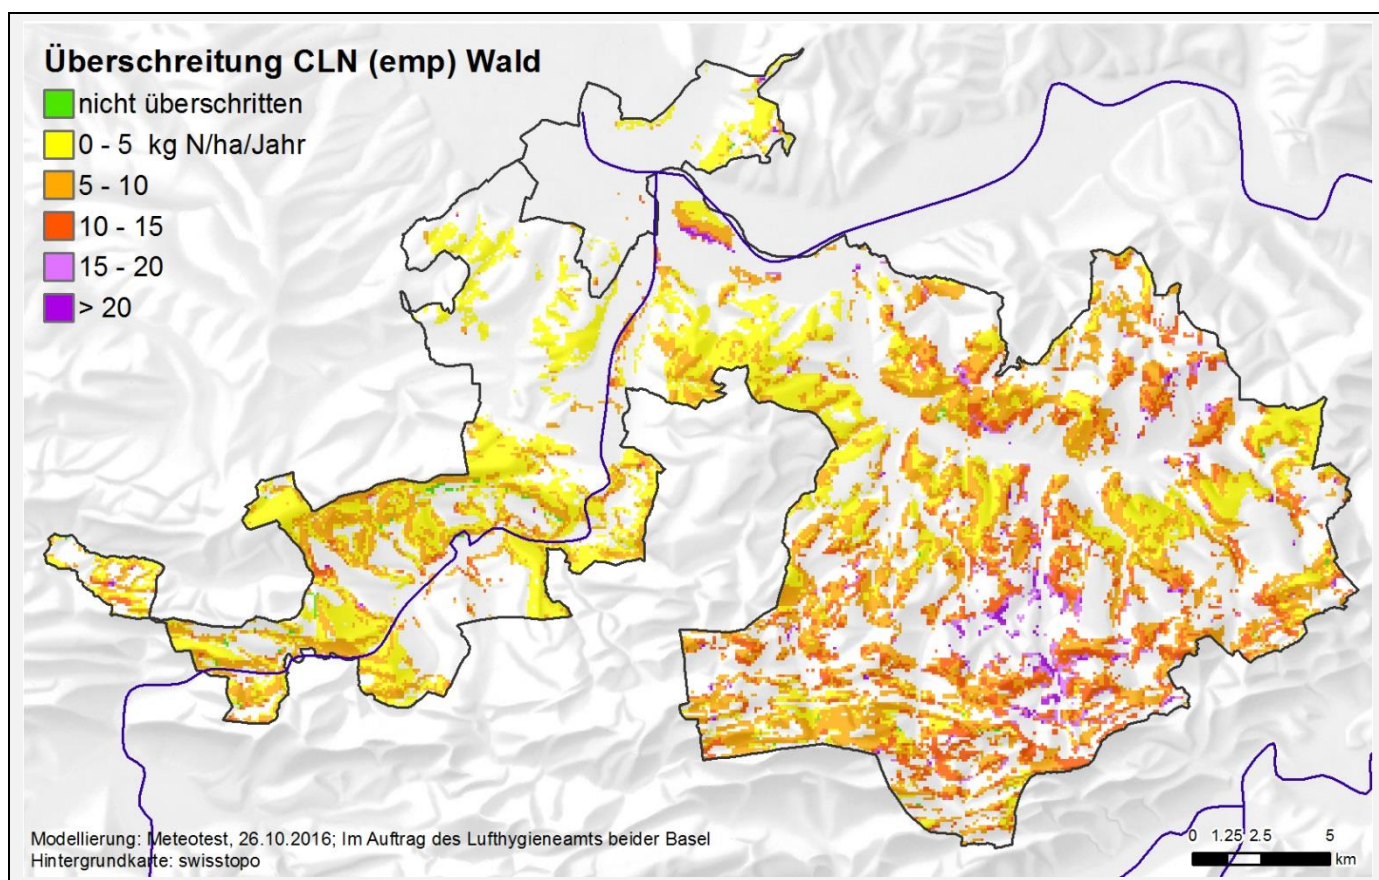 Überschreitung CLN (emp) Wald
nicht überschritten
0 - 5 kg N/ha/Jahr
5 - 10
10 - 15
15 - 20
> 20
Modellierung: Meteotest, 26.10.2016; Im Auftrag des Lufthygieneamts beider Basel
Hintergrundkarte: swisstopo
0 1.25 2.5 5
km